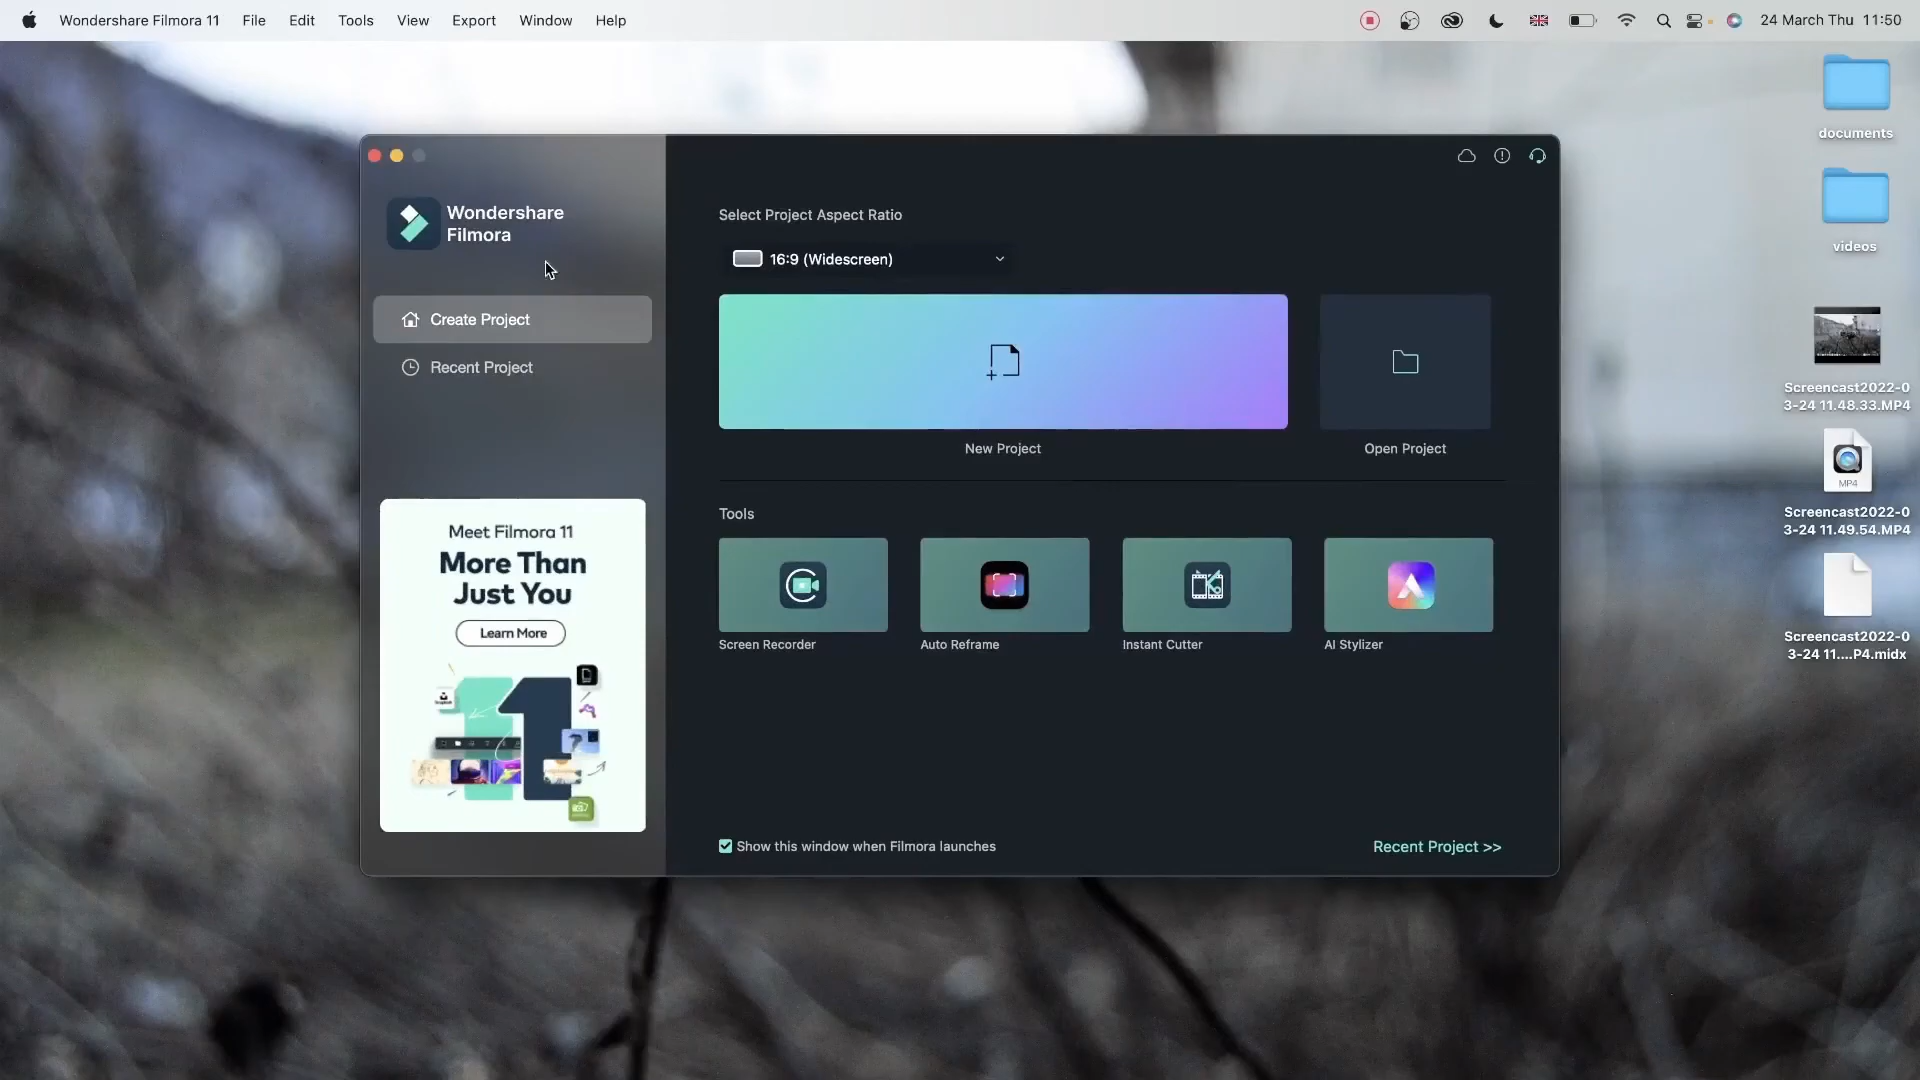 Wondershare Filmora 11 File Edit Tools View Export Window Help 24 March Thu 11:50
documents
videos
Screencast2022-0
3-24 11.48.33.MP4
MP4
Screencast2022-0
3-24 11.49.54.MP4
Screencast2022-0
3-24 11....P4.midx
Wondershare
Filmora
Create Project
Recent Project
Meet Filmora 11
More Than
Just You
Learn More
11
Select Project Aspect Ratio
16:9 (Widescreen)
New Project
Open Project
Tools
Screen Recorder
Auto Reframe
Instant Cutter
AI Stylizer
Show this window when Filmora launches
Recent Project >>